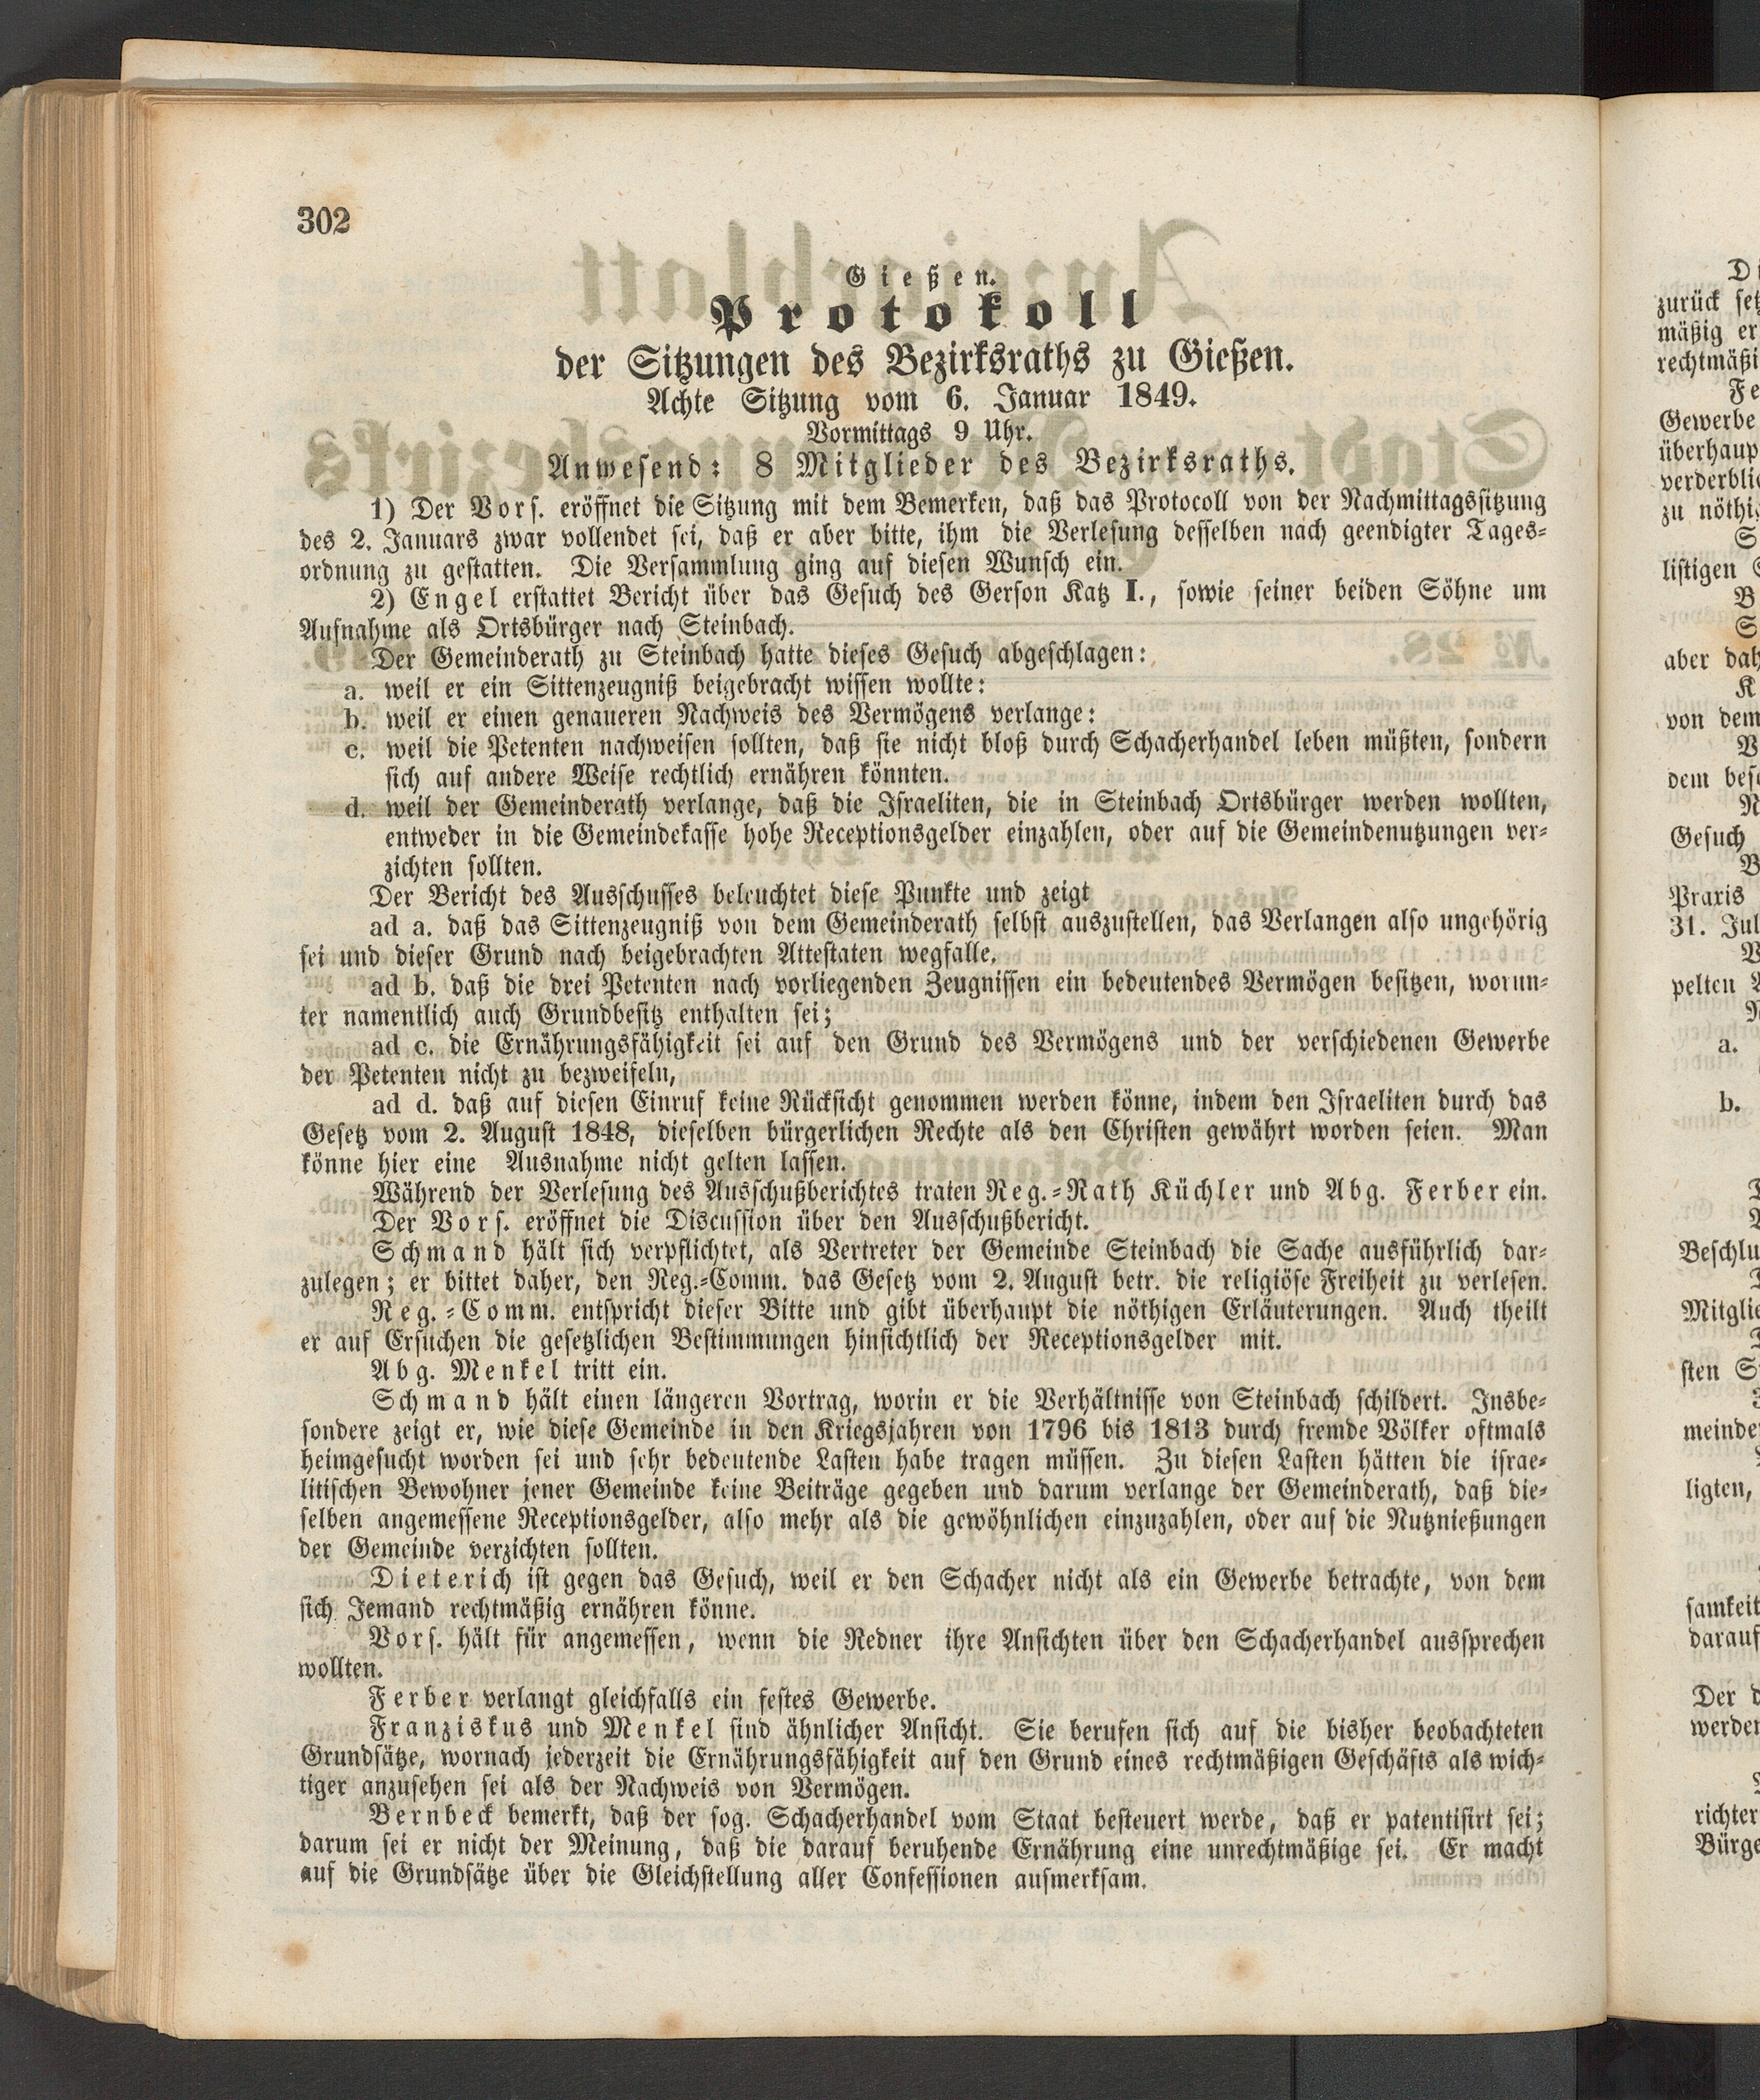 302
Gießen.
Protokoll
der Sitzungen des Bezirksraths zu Gießen.
Achte Sitzung vom 6. Januar 1849.
Vormittags 9 Uhr.
Anwesend: 8 Mitglieder des Bezirksraths.
1) Der Vors. eröffnet die Sitzung mit dem Bemerken, daß das Protocoll von der Nachmittagssitzung
des 2. Januars zwar vollendet sei, daß er aber bitte, ihm die Verlesung desselben nach geendigter Tages-
ordnung zu gestatten. Die Versammlung ging auf diesen Wunsch ein.
2) Engel erstattet Bericht über das Gesuch des Gerson Katz I., sowie seiner beiden Söhne um
Aufnahme als Ortsbürger nach Steinbach.
Der Gemeinderath zu Steinbach hatte dieses Gesuch abgeschlagen:
a. weil er ein Sittenzeugniß beigebracht wissen wollte:
b. weil er einen genaueren Nachweis des Vermögens verlange:
c. weil die Petenten nachweisen sollten, daß sie nicht bloß durch Schacherhandel leben müßten, sondern
sich auf andere Weise rechtlich ernähren könnten.
d. weil der Gemeinderath verlange, daß die Israeliten, die in Steinbach Ortsbürger werden wollten,
entweder in die Gemeindekasse hohe Receptionsgelder einzahlen, oder auf die Gemeindenutzungen ver-
zichten sollten.
Der Bericht des Ausschusses beleuchtet diese Punkte und zeigt
ad a. daß das Sittenzeugniß von dem Gemeinderath selbst auszustellen, das Verlangen also ungehörig
sei und dieser Grund nach beigebrachten Attestaten wegfalle,
ad b. daß die drei Petenten nach vorliegenden Zeugnissen ein bedeutendes Vermögen besitzen, worun-
ter namentlich auch Grundbesitz enthalten sei;
ad c. die Ernährungsfähigkeit sei auf den Grund des Vermögens und der verschiedenen Gewerbe
der Petenten nicht zu bezweifeln,
ad d. daß auf diesen Einruf keine Rücksicht genommen werden könne, indem den Israeliten durch das
Gesetz vom 2. August 1848, dieselben bürgerlichen Rechte als den Christen gewährt worden seien. Man
könne hier eine Ausnahme nicht gelten lassen.
Während der Verlesung des Ausschußberichtes traten Reg.-Rath Küchler und Abg. Ferber ein.
Der Vors. eröffnet die Discussion über den Ausschußbericht.
Schmand hält sich verpflichtet, als Vertreter der Gemeinde Steinbach die Sache ausführlich dar-
zulegen; er bittet daher, den Reg.-Comm. das Gesetz vom 2. August betr. die religiöse Freiheit zu verlesen.
Reg.-Comm. entspricht dieser Bitte und gibt überhaupt die nöthigen Erläuterungen. Auch theilt
er auf Ersuchen die gesetzlichen Bestimmungen hinsichtlich der Receptionsgelder mit.
Abg. Menkel tritt ein.
Schmand hält einen längeren Vortrag, worin er die Verhältnisse von Steinbach schildert. Insbe-
sondere zeigt er, wie diese Gemeinde in den Kriegsjahren von 1796 bis 1813 durch fremde Völker oftmals
heimgesucht worden sei und sehr bedeutende Lasten habe tragen müssen. Zu diesen Lasten hätten die israe-
litischen Bewohner jener Gemeinde keine Beiträge gegeben und darum verlange der Gemeinderath, daß die-
selben angemessene Receptionsgelder, also mehr als die gewöhnlichen einzuzahlen, oder auf die Nutznießungen
der Gemeinde verzichten sollten.
Dieterich ist gegen das Gesuch, weil er den Schacher nicht als ein Gewerbe betrachte, von dem
sich Jemand rechtmäßig ernähren könne.
Vors. hält für angemessen, wenn die Redner ihre Ansichten über den Schacherhandel aussprechen
wollten.
Ferber verlangt gleichfalls ein festes Gewerbe.
Franziskus und Menkel sind ähnlicher Ansicht. Sie berufen sich auf die bisher beobachteten
Grundsätze, wornach jederzeit die Ernährungsfähigkeit auf den Grund eines rechtmäßigen Geschäfts als wich-
tiger anzusehen sei als der Nachweis von Vermögen.
Bernbeck bemerkt, daß der sog. Schacherhandel vom Staat besteuert werde, daß er patentisirt sei;
darum sei er nicht der Meinung, daß die darauf beruhende Ernährung eine unrechtmäßige sei. Er macht
auf die Grundsätze über die Gleichstellung aller Confessionen ausmerksam.